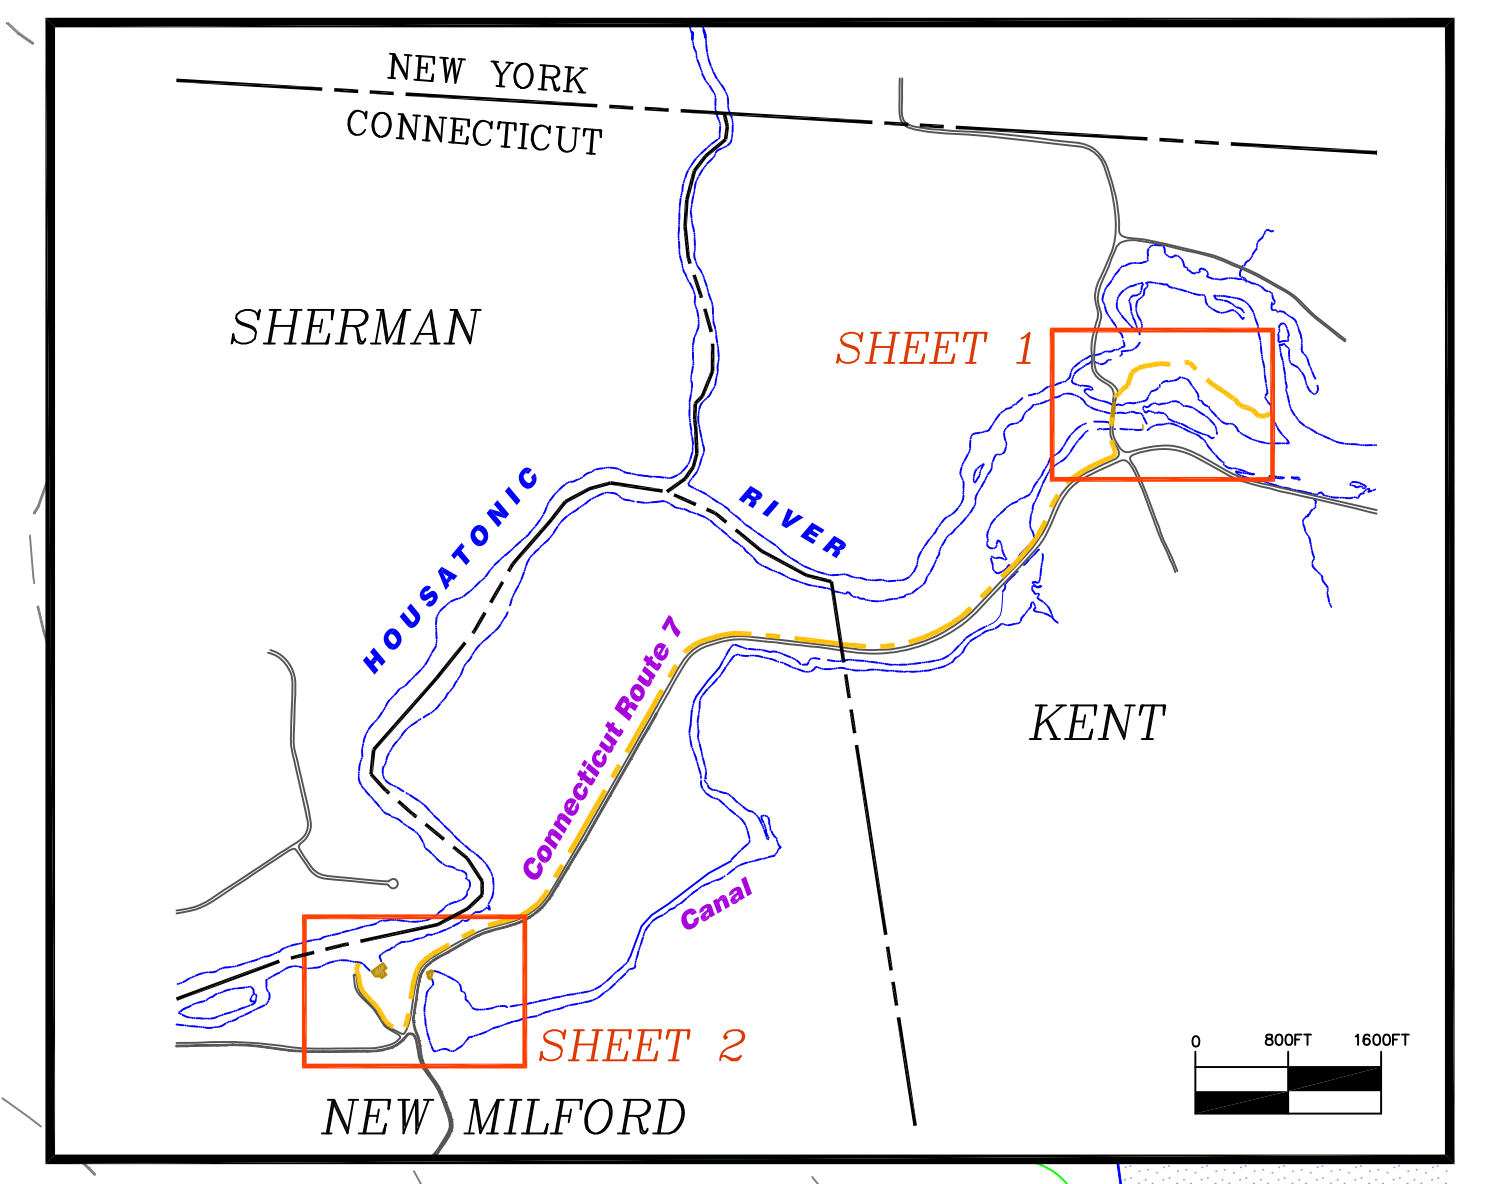 NEW YORK
CONNECTICUT
SHERMAN
SHEET 1
HOUSATONIC
RIVER
Connecticut Route 7
KENT
Canal
SHEET 2
0 800FT 1600FT
NEW MILFORD